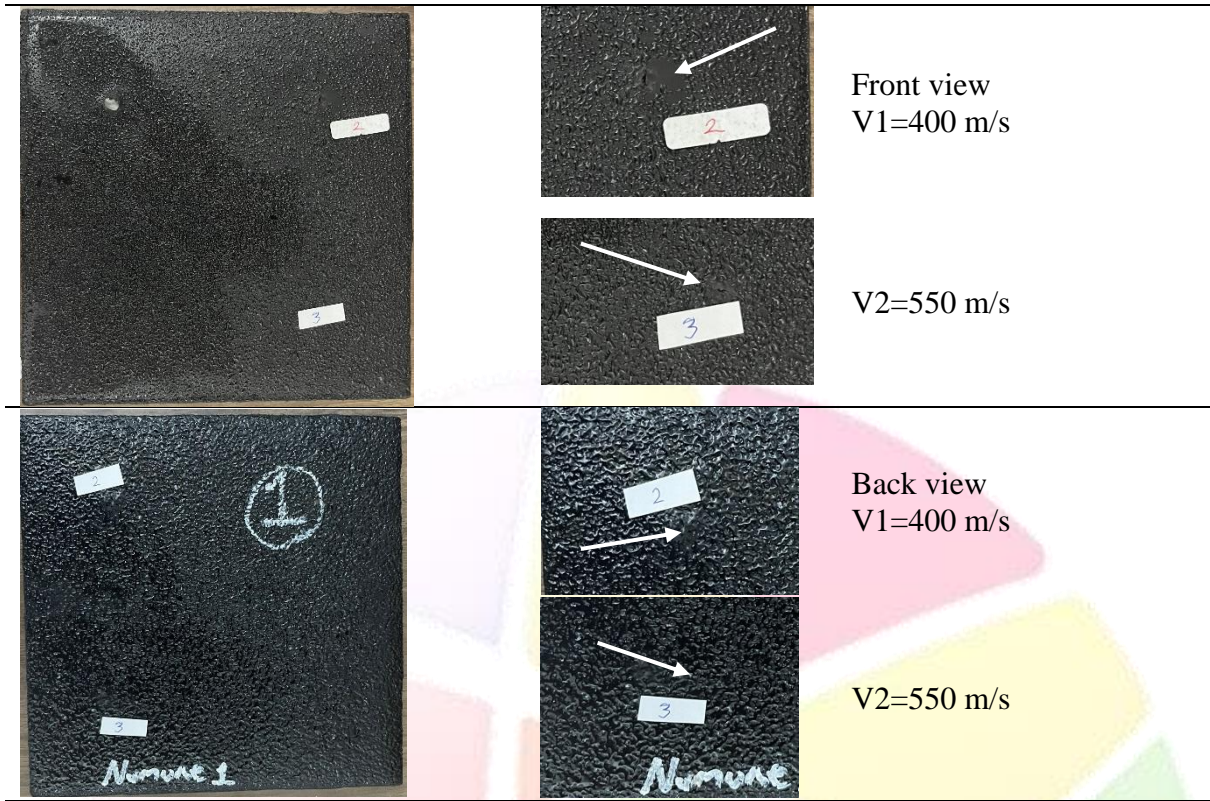 2
3
2
3
Front view
V1=400 m/s
V2=550 m/s
2
1
3
Numune 1
2
3
Numune
Back view
V1=400 m/s
V2=550 m/s